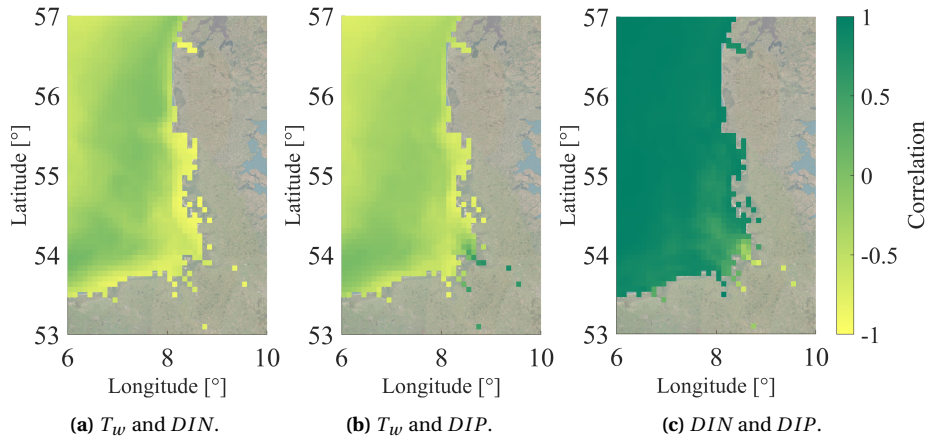 57
56
55
54
53
6
8
10
Latitude [°]
Longitude [°]
(a) T_w and DIN.
57
56
55
54
53
6
8
10
Latitude [°]
Longitude [°]
(b) T_w and DIP.
57
56
55
54
53
6
8
10
Latitude [°]
Longitude [°]
(c) DIN and DIP.
1
0.5
0
-0.5
-1
Correlation